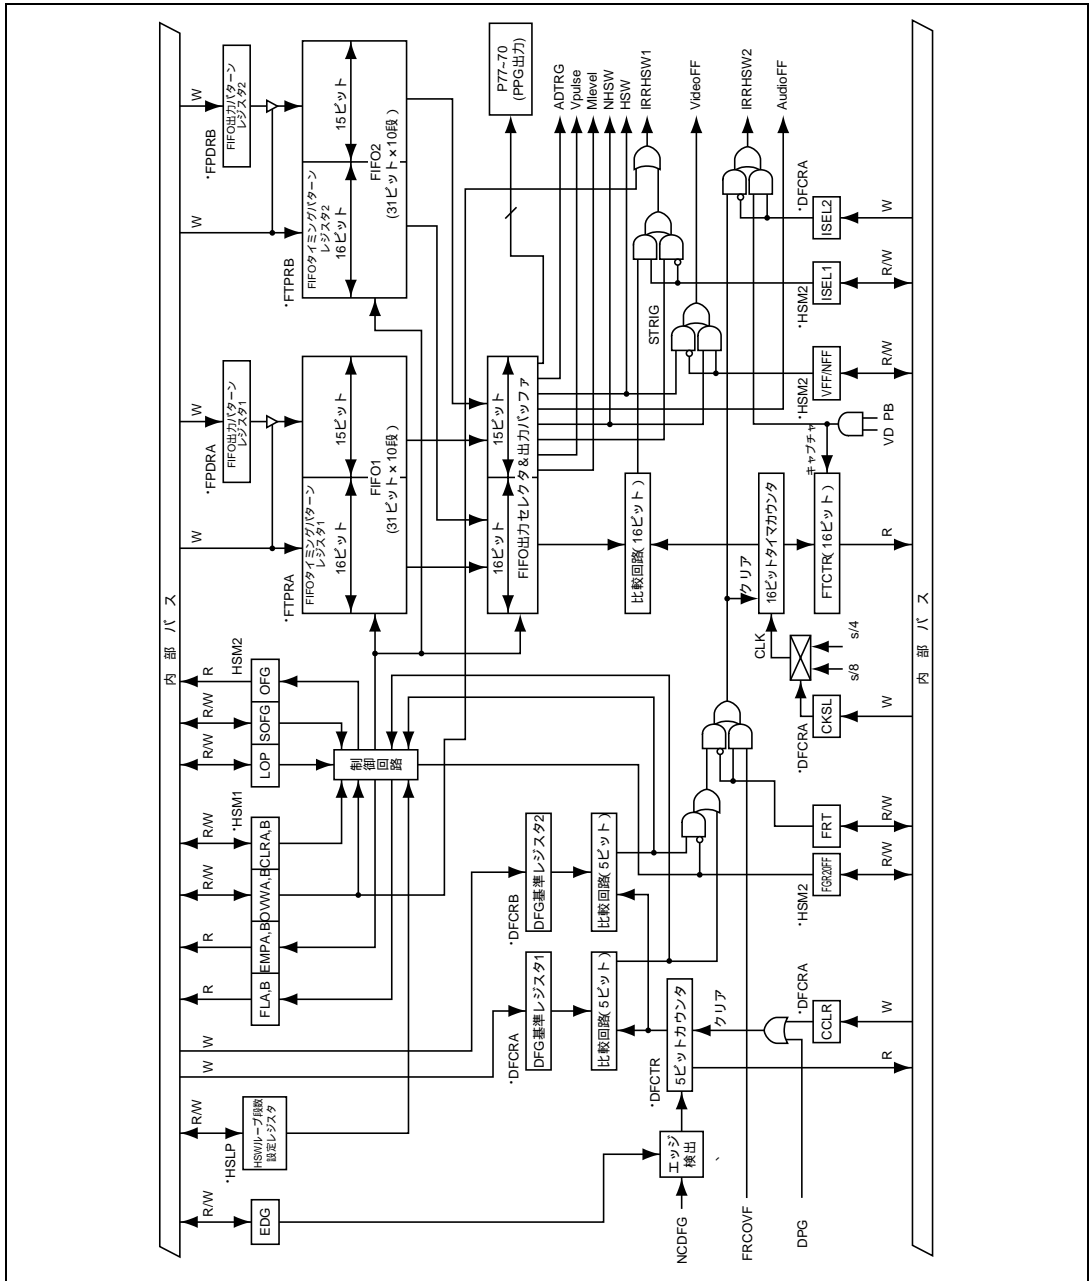 内部バス
R/W
EDG
R/W
*HSLP
HSWループ段数
設定レジスタ
W
W
R
FLA,B
R
EMPA,B
R/W
OVWA,B
R/W
CLRA,B
*HSM1
R/W
LOP
R/W
SOFG
R
OFG
HSM2
制御回路
W
*FTPRA
FIFOタイミングパターン
レジスタ1
16ビット
15ビット
FIFO1
(31ビット×10段)
W
*FPDRA
FIFO出力パターン
レジスタ1
W
*FTPRB
FIFOタイミングパターン
レジスタ2
16ビット
15ビット
FIFO2
(31ビット×10段)
W
*FPDRB
FIFO出力パターン
レジスタ2
16ビット
15ビット
FIFO出力セレクタ&出力バッファ
P77~70
(PPG出力)
ADTRG
Vpulse
Mlevel
NHSW
HSW
IRRHSW1
VideoFF
IRRHSW2
AudioFF
*DFCRA
DFG基準レジスタ1
比較回路(5ビット)
*DFCRB
DFG基準レジスタ2
比較回路(5ビット)
*DFCTR
5ビットカウンタ
クリア
エッジ
検出
NCDFG
FRCOVF
DPG
*DFCRA
CCLR
W
R
*HSM2
FGR20FF
R/W
FRT
R/W
*DFCRA
CKSL
W
CLK
s/8
s/4
クリア
16ビットタイマカウンタ
比較回路(16ビット)
FTCTR(16ビット)
キャプチャ
R
VD PB
STRIG
*HSM2
VFF/NFF
R/W
*HSM2
ISEL1
R/W
*DFCRA
ISEL2
W
内部バス